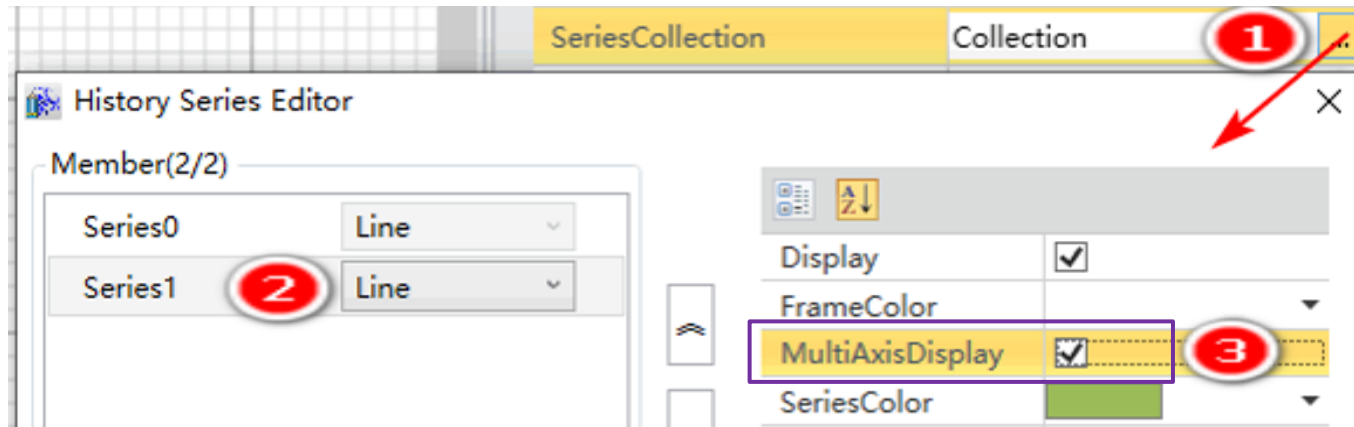 SeriesCollection Collection 1 ...
History Series Editor
Member(2/2)
Series0 Line
Series1 2 Line
Display
FrameColor
MultiAxisDisplay 3
SeriesColor